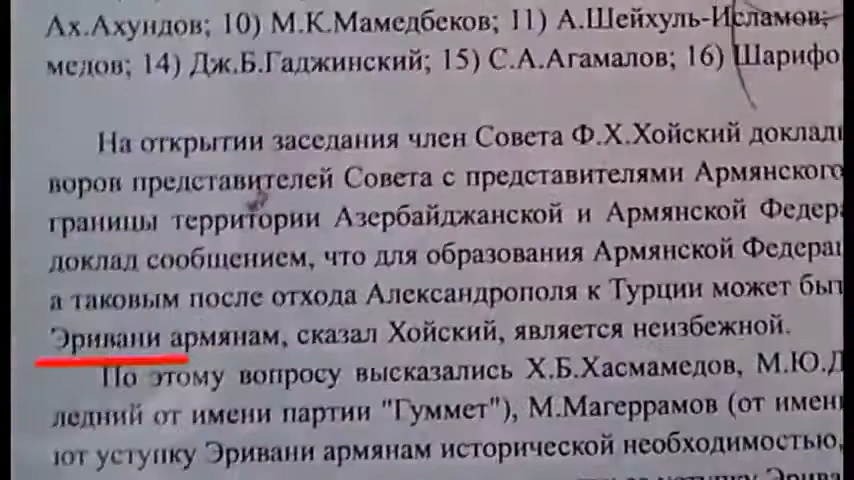 Ах.Ахундов; 10) М.К.Мамедбеков; 11) А.Шейхуль-Исламов;
медов; 14) Дж.Б.Гаджинский; 15) С.А.Агамалов; 16) Шарифо
На открытии заседания член Совета Ф.Х.Хойский докладь
воров представителей Совета с представителями Армянского
границы территории Азербайджанской и Армянской Федер
доклад сообщением, что для образования Армянской Федерац
а таковым после отхода Александрополя к Турции может быт
Эривани армянам, сказал Хойский, является неизбежной.
По этому вопросу высказались Х.Б.Хасмамедов, М.Ю.Д
ледний от имени партии "Гуммет"), М.Магеррамов (от имен
ют уступку Эривани армянам исторической необходимостью,